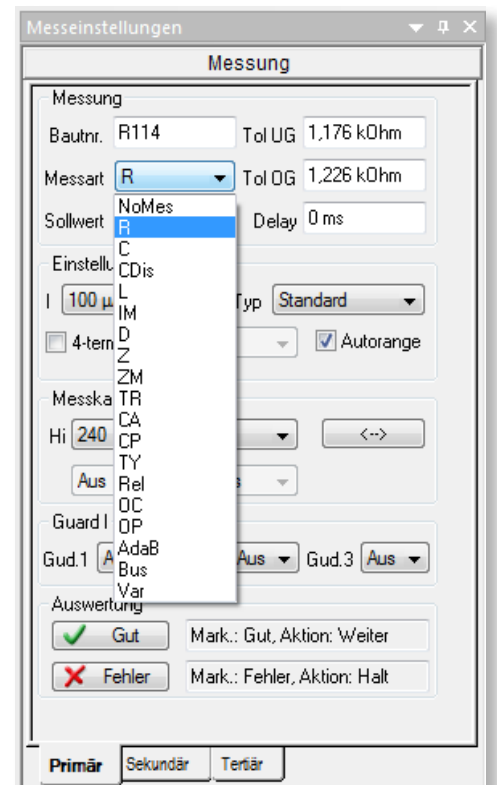 Messeinstellungen
Messung
Messung
Bautnr. R114 Tol UG 1,176 kOhm
Messart R Tol OG 1,226 kOhm
Sollwert Delay 0 ms
NoMes
R
C
CDis
L
IM
D
Z
ZM
TR
CA
CP
TY
Rel
OC
OP
AdaB
Bus
Var
I 100 Typ Standard
4-tern Autorange
Hi 240 <-->
Aus
Guard I
Gud.1 Aus Gud.3 Aus
Auswertung
Gut Mark.: Gut, Aktion: Weiter
Fehler Mark.: Fehler, Aktion: Halt
Primär Sekundär Tertiär